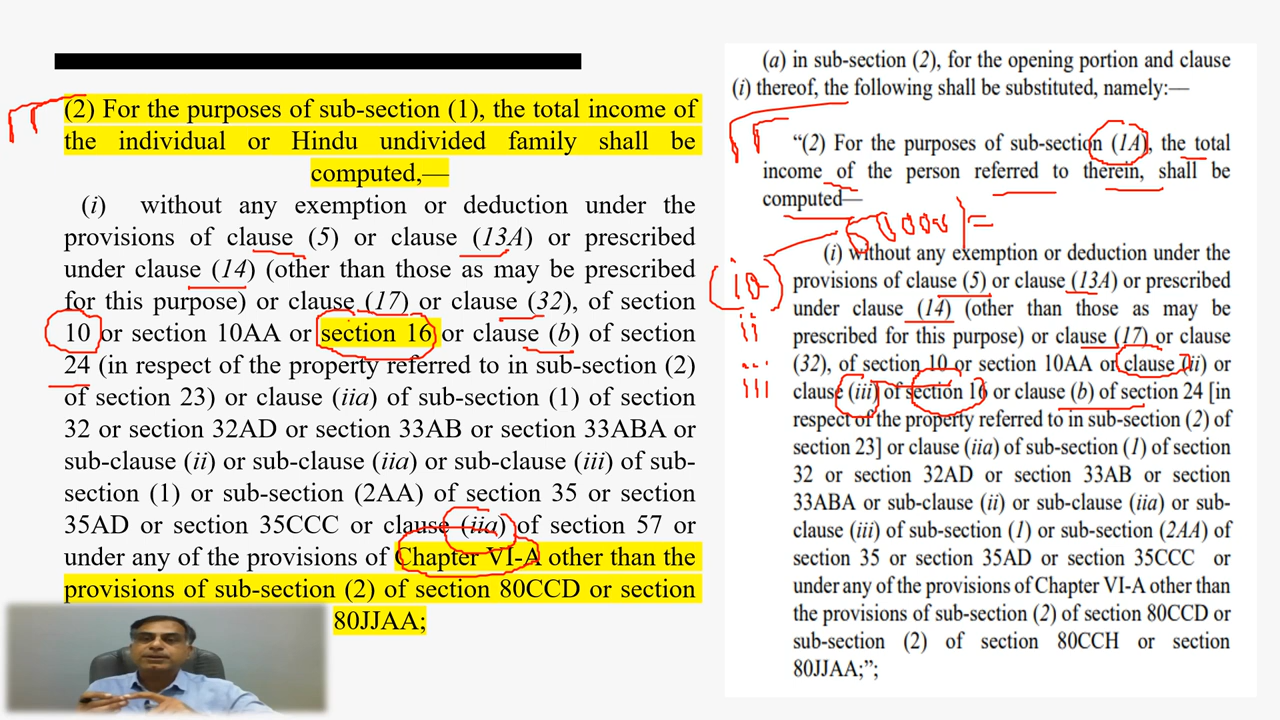 (2) For the purposes of sub-section (1), the total income of
the individual or Hindu undivided family shall be
computed,—
(i) without any exemption or deduction under the
provisions of clause (5) or clause (13A) or prescribed
under clause (14) (other than those as may be prescribed
for this purpose) or clause (17) or clause (32), of section
10 or section 10AA or section 16 or clause (b) of section
24 (in respect of the property referred to in sub-section (2)
of section 23) or clause (iia) of sub-section (1) of section
32 or section 32AD or section 33AB or section 33ABA or
sub-clause (ii) or sub-clause (iia) or sub-clause (iii) of sub-
section (1) or sub-section (2AA) of section 35 or section
35AD or section 35CCC or clause (iia) of section 57 or
under any of the provisions of Chapter VI-A other than the
provisions of sub-section (2) of section 80CCD or section
80JJAA;
(a) in sub-section (2), for the opening portion and clause
(i) thereof, the following shall be substituted, namely:—
“(2) For the purposes of sub-section (1A), the total
income of the person referred to therein, shall be
computed—
(i) without any exemption or deduction under the
provisions of clause (5) or clause (13A) or prescribed
under clause (14) (other than those as may be
prescribed for this purpose) or clause (17) or clause
(32), of section 10 or section 10AA or clause (ii) or
clause (iii) of section 16 or clause (b) of section 24 [in
respect of the property referred to in sub-section (2) of
section 23] or clause (iia) of sub-section (1) of section
32 or section 32AD or section 33AB or section
33ABA or sub-clause (ii) or sub-clause (iia) or sub-
clause (iii) of sub-section (1) or sub-section (2AA) of
section 35 or section 35AD or section 35CCC or
under any of the provisions of Chapter VI-A other than
the provisions of sub-section (2) of section 80CCD or
sub-section (2) of section 80CCH or section
80JJAA;”;
ia
ii
iii